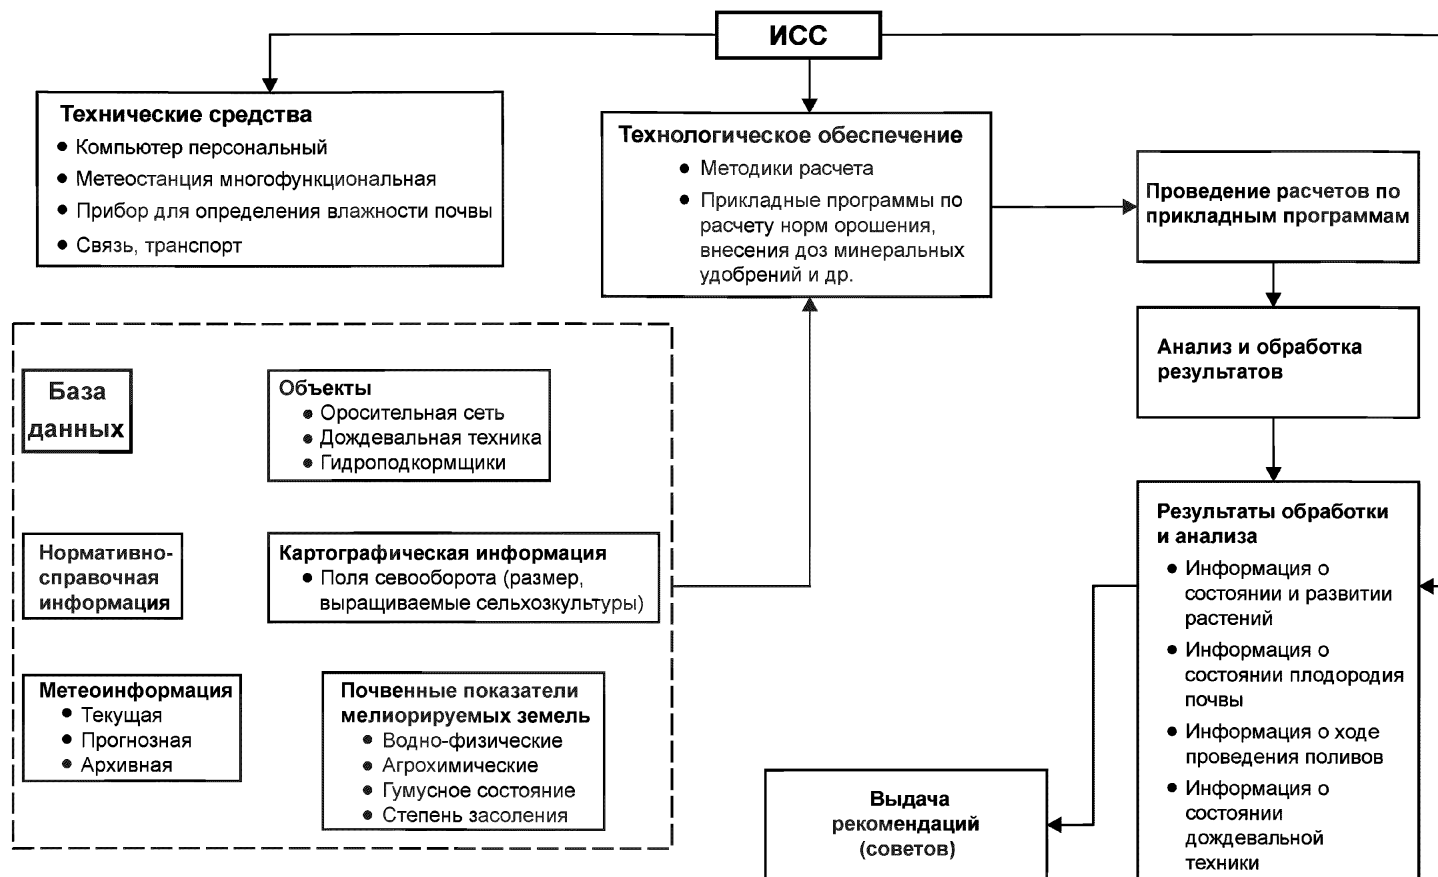 ИСС
Технические средства
● Компьютер персональный
● Метеостанция многофункциональная
● Прибор для определения влажности почвы
● Связь, транспорт
Технологическое обеспечение
● Методики расчета
● Прикладные программы по
расчету норм орошения,
внесения доз минеральных
удобрений и др.
Проведение расчетов по
прикладным программам
Анализ и обработка
результатов
База
данных
Объекты
● Оросительная сеть
● Дождевальная техника
● Гидроподкормщики
Нормативно-
справочная
информация
Картографическая информация
● Поля севооборота (размер,
выращиваемые сельхозкультуры)
Метеоинформация
● Текущая
● Прогнозная
● Архивная
Почвенные показатели
мелиорируемых земель
● Водно-физические
● Агрохимические
● Гумусное состояние
● Степень засоления
Результаты обработки
и анализа
● Информация о
состоянии и развитии
растений
● Информация о
состоянии плодородия
почвы
● Информация о ходе
проведения поливов
● Информация о
состоянии
дождевальной
техники
Выдача
рекомендаций
(советов)